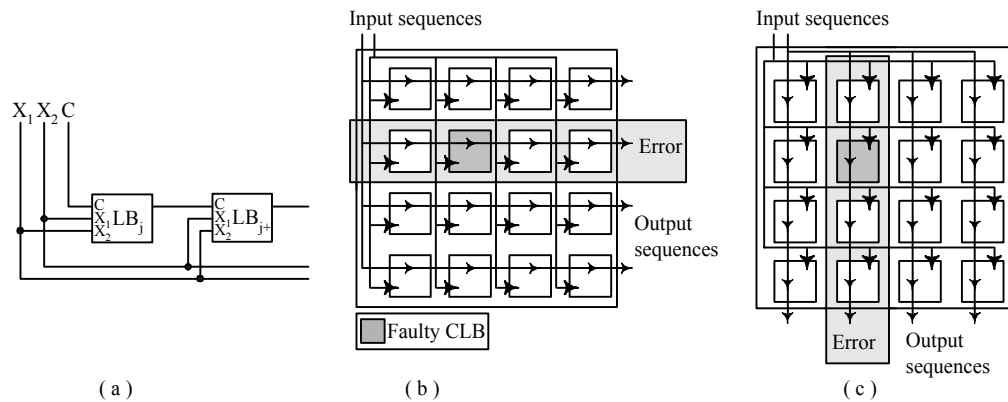 X1 X2 C
C
X1
X2
LBj
C
X1
X2
LBj+
( a )
Input sequences
Error
Output
sequences
Faulty CLB
( b )
Input sequences
Error
Output
sequences
( c )